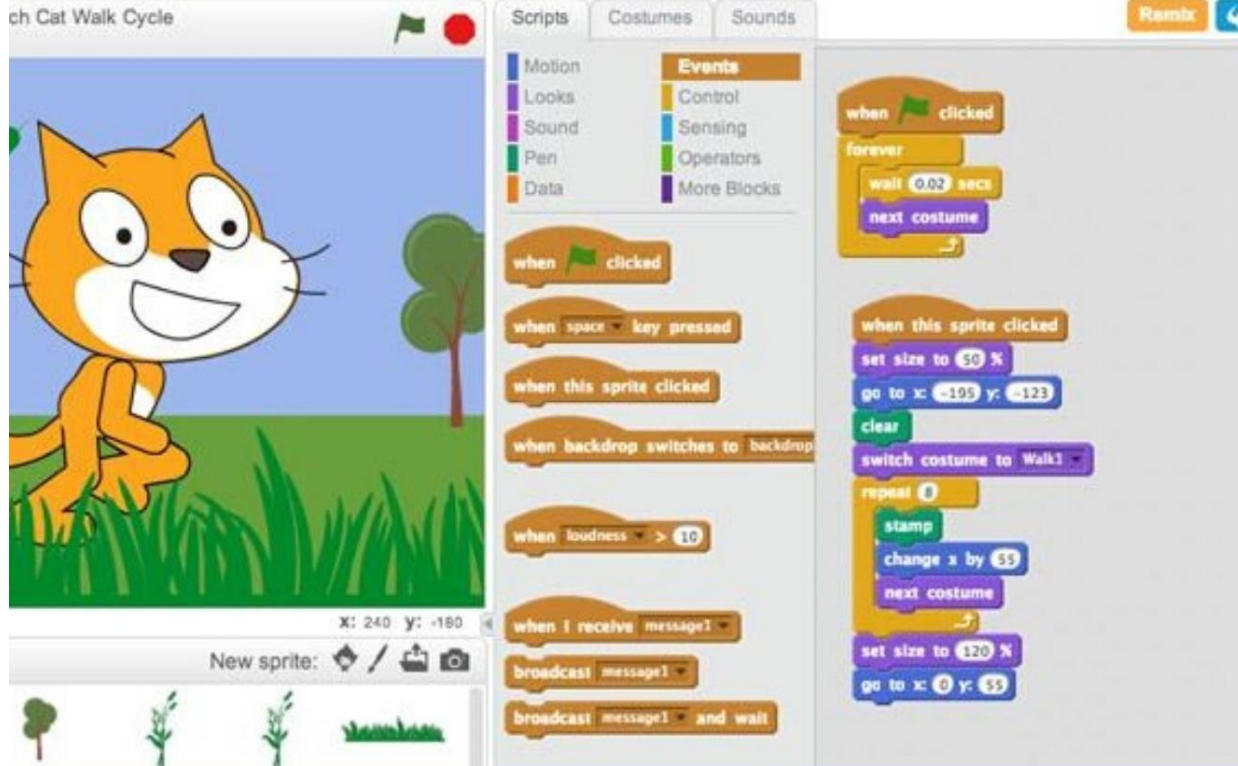 ch Cat Walk Cycle
Scripts Costumes Sounds
Remix
Motion Events
Looks Control
Sound Sensing
Pen Operators
Data More Blocks
when clicked
when space key pressed
when this sprite clicked
when backdrop switches to backdrop
when loudness > 10
when I receive message1
broadcast message1
broadcast message1 and wait
when clicked
forever
wait 0.02 secs
next costume
when this sprite clicked
set size to 50 %
go to x: -195 y: -123
clear
switch costume to Walk1
repeat 8
stamp
change x by 55
next costume
set size to 120 %
go to x: 0 y: 55
X: 240 y: -180
New sprite: